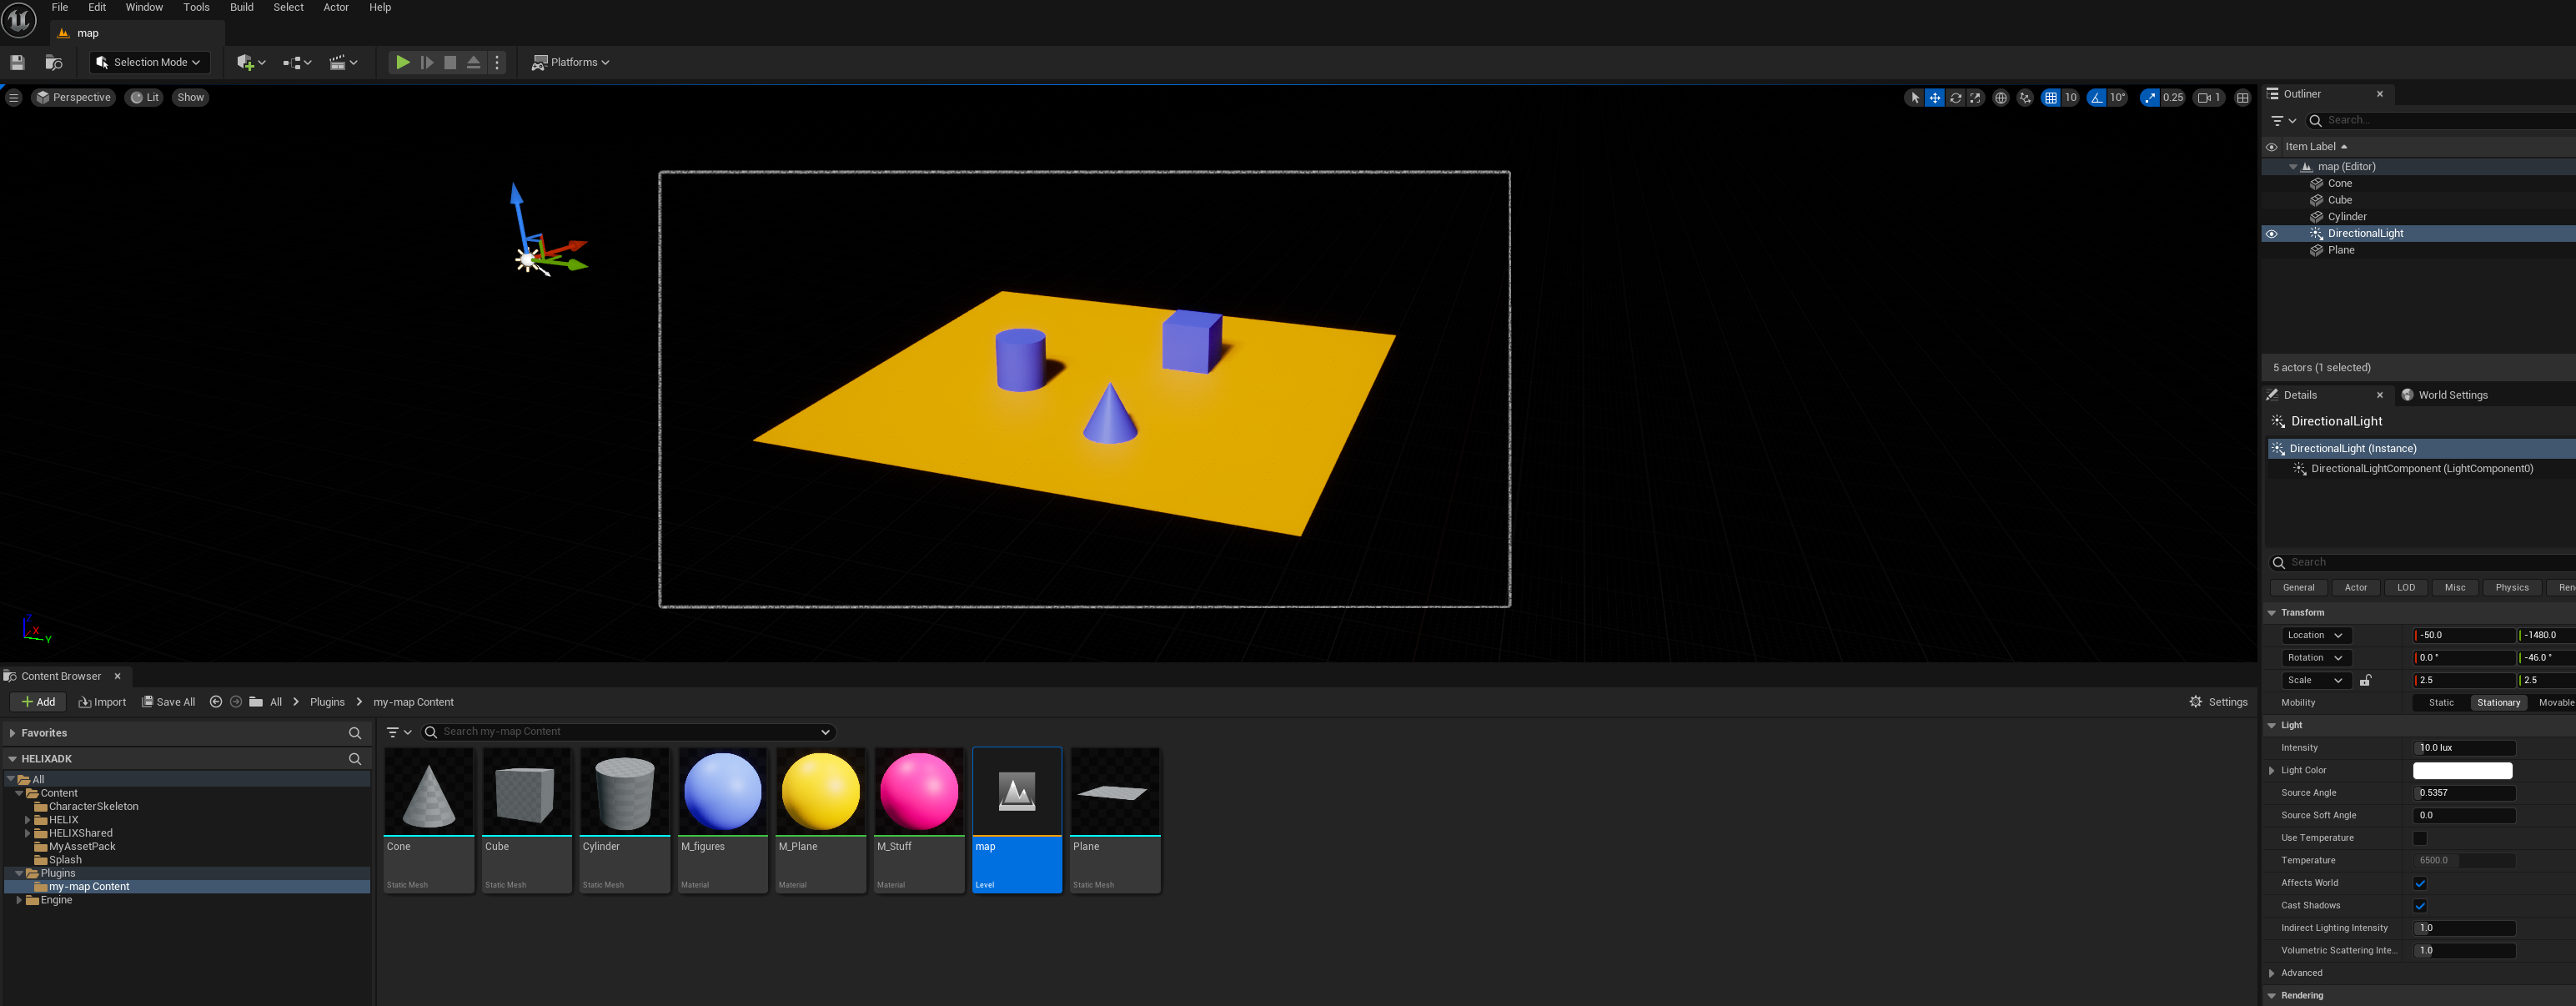 File Edit Window Tools Build Select Actor Help
map
Selection Mode
Platforms
Perspective Lit Show
10 10° 0.25 1
Z
X
Y
Outliner
Search...
Item Label
map (Editor)
Cone
Cube
Cylinder
DirectionalLight
Plane
5 actors (1 selected)
Details World Settings
DirectionalLight
DirectionalLight (Instance)
DirectionalLightComponent (LightComponent0)
Search
General Actor LOD Misc Physics Ren
Transform
Location -50.0 -1480.0
Rotation 0.0 ° -46.0 °
Scale 2.5 2.5
Mobility Static Stationary Movable
Light
Intensity 10.0 lux
Light Color
Source Angle 0.5357
Source Soft Angle 0.0
Use Temperature
Temperature 6500.0
Affects World
Cast Shadows
Indirect Lighting Intensity 1.0
Volumetric Scattering Inte... 1.0
Advanced
Rendering
Content Browser
Add Import Save All All Plugins my-map Content Settings
Favorites
HELIXADK
All
Content
CharacterSkeleton
HELIX
HELIXShared
MyAssetPack
Splash
Plugins
my-map Content
Engine
Search my-map Content
Cone Cube Cylinder M_figures M_Plane M_Stuff map Plane
Static Mesh Static Mesh Static Mesh Material Material Material Level Static Mesh